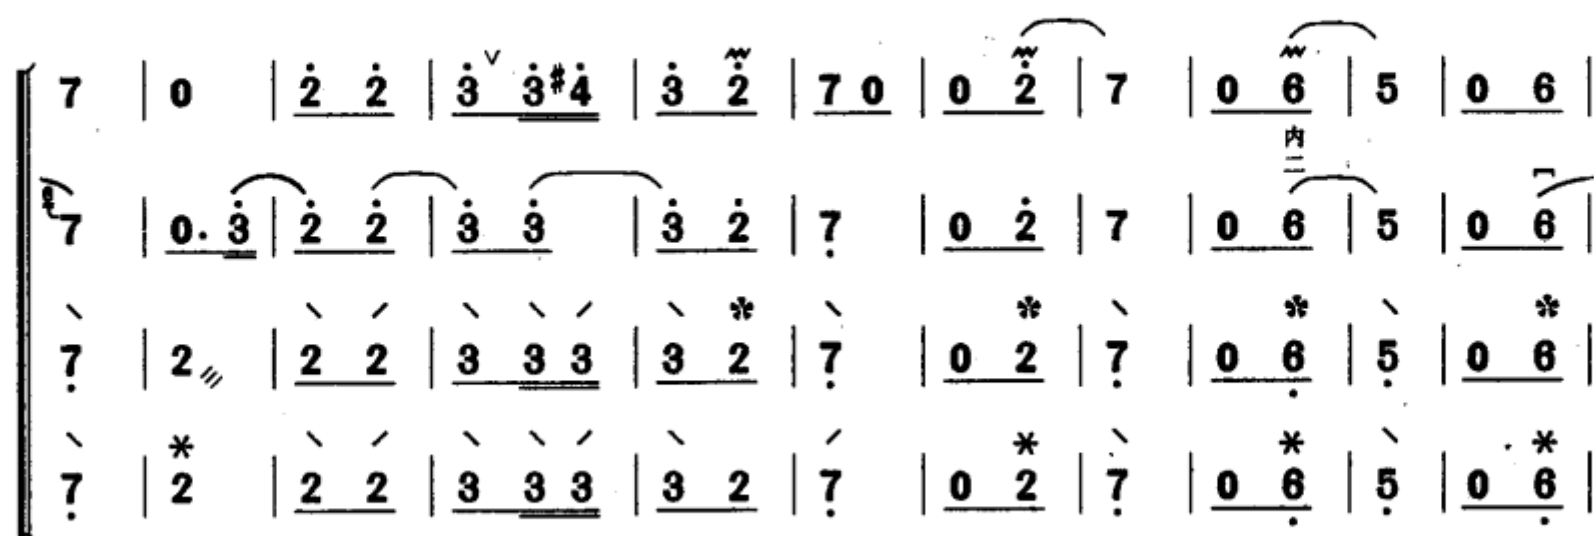 7 | 0 | 2̇ 2̇ | 3̇ ∨ 3̇ #4̇ | 3̇ 2̇ | 7 0 | 0 2̇ | 7 | 0 6 | 5 | 0 6 |
内
二
7 | 0. 3̇ | 2̇ 2̇ | 3̇ 3̇ | 3̇ 2̇ | 7̣ | 0 2̇ | 7 | 0 6 | 5 | 0 6 |
7̣ | 2 | 2 2 | 3 3 3 | 3 2 | 7̣ | 0 2 | 7̣ | 0 6̣ | 5̣ | 0 6 |
7̣ | 2 | 2 2 | 3 3 3 | 3 2 | 7̣ | 0 2 | 7̣ | 0 6̣ | 5̣ | 0 6̣ |